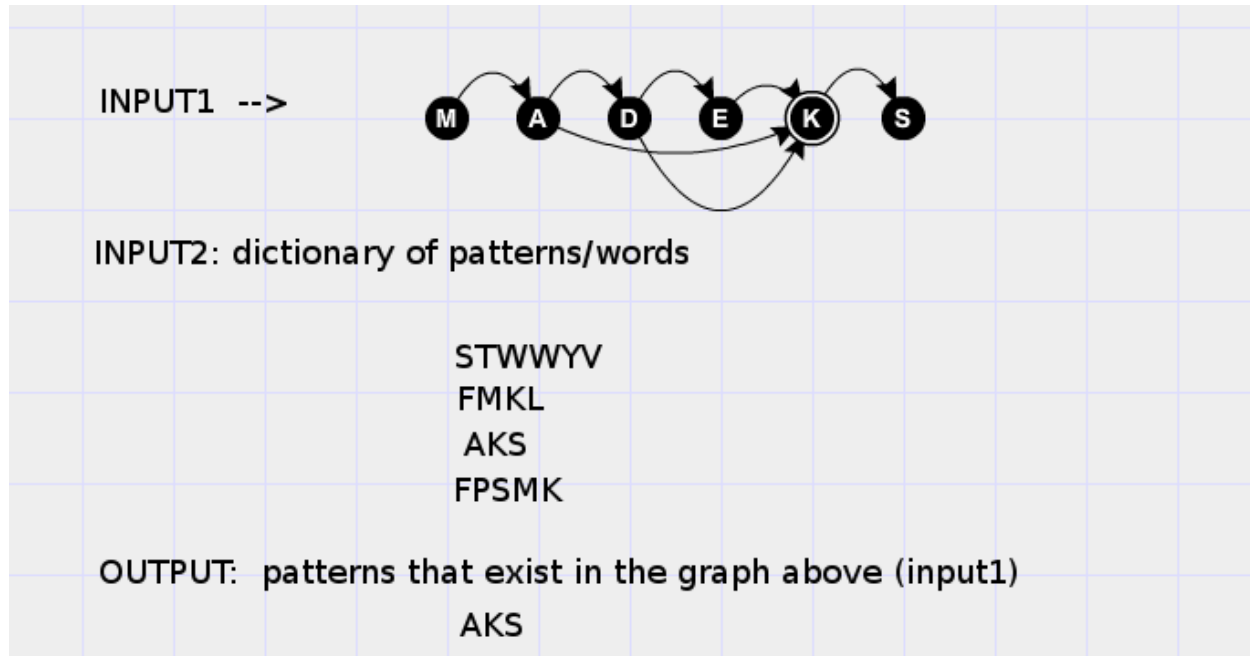 INPUT1 -->
M A D E K S
INPUT2: dictionary of patterns/words
STWWYV
FMKL
AKS
FPSMK
OUTPUT: patterns that exist in the graph above (input1)
AKS